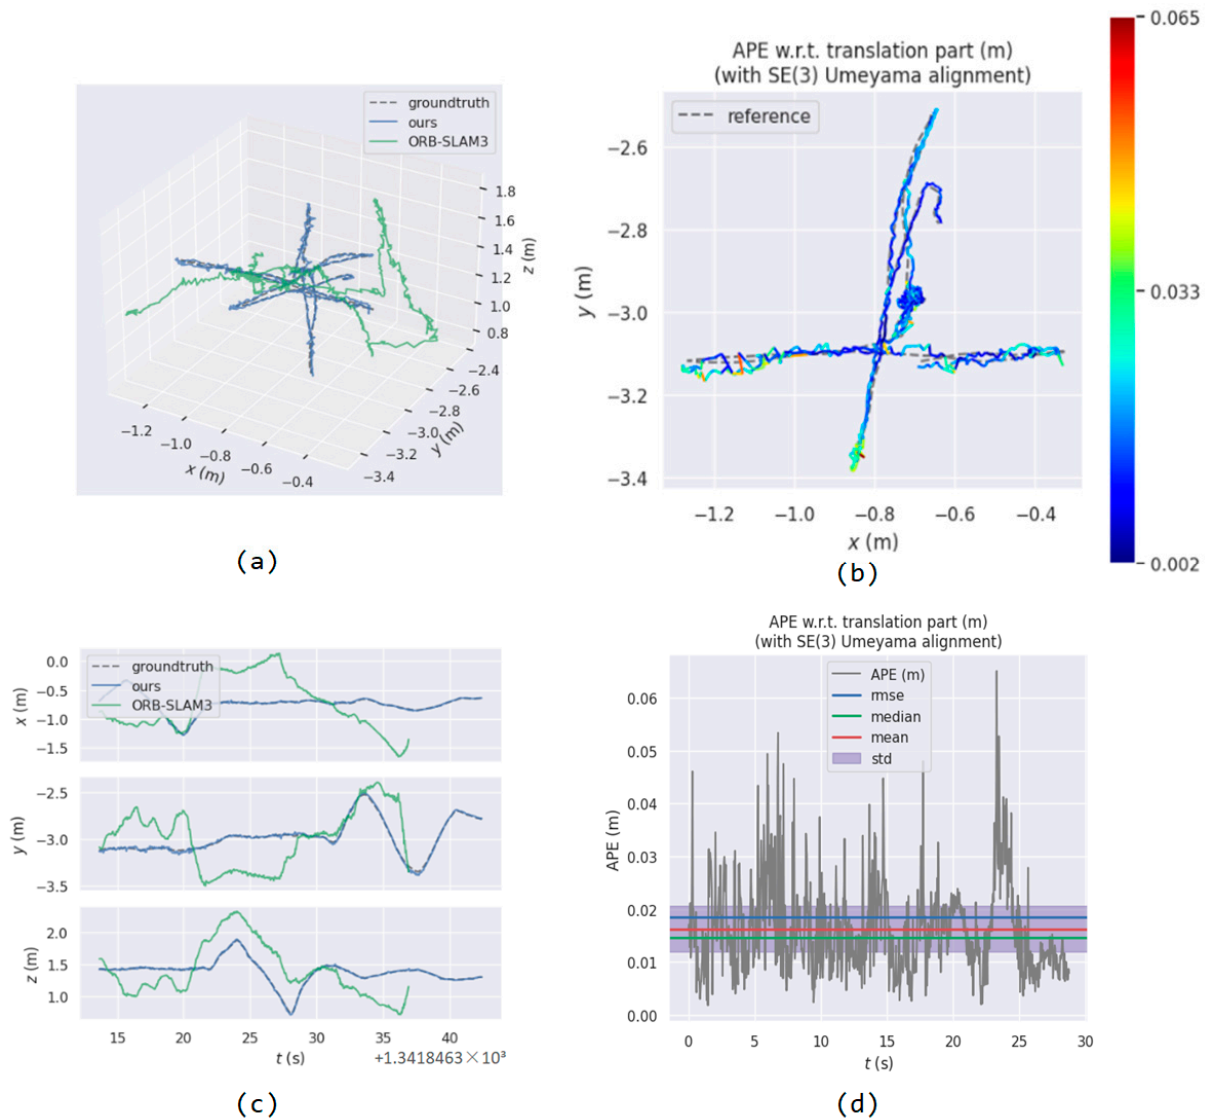 groundtruth
ours
ORB-SLAM3
1.8
1.6
1.4
1.2
1.0
0.8
z (m)
−2.4
−2.6
−2.8
−3.0
−3.2
−3.4
y (m)
−1.2
−1.0
−0.8
−0.6
−0.4
x (m)
(a)
APE w.r.t. translation part (m)
(with SE(3) Umeyama alignment)
reference
−2.6
−2.8
−3.0
−3.2
−3.4
y (m)
−1.2
−1.0
−0.8
−0.6
−0.4
x (m)
0.065
0.033
0.002
(b)
groundtruth
ours
ORB-SLAM3
0.0
−0.5
−1.0
−1.5
x (m)
−2.5
−3.0
−3.5
y (m)
2.0
1.5
1.0
z (m)
15
20
25
30
35
40
t (s)
+1.3418463×10³
(c)
APE w.r.t. translation part (m)
(with SE(3) Umeyama alignment)
APE (m)
rmse
median
mean
std
0.06
0.05
0.04
0.03
0.02
0.01
0.00
APE (m)
0
5
10
15
20
25
30
t (s)
(d)